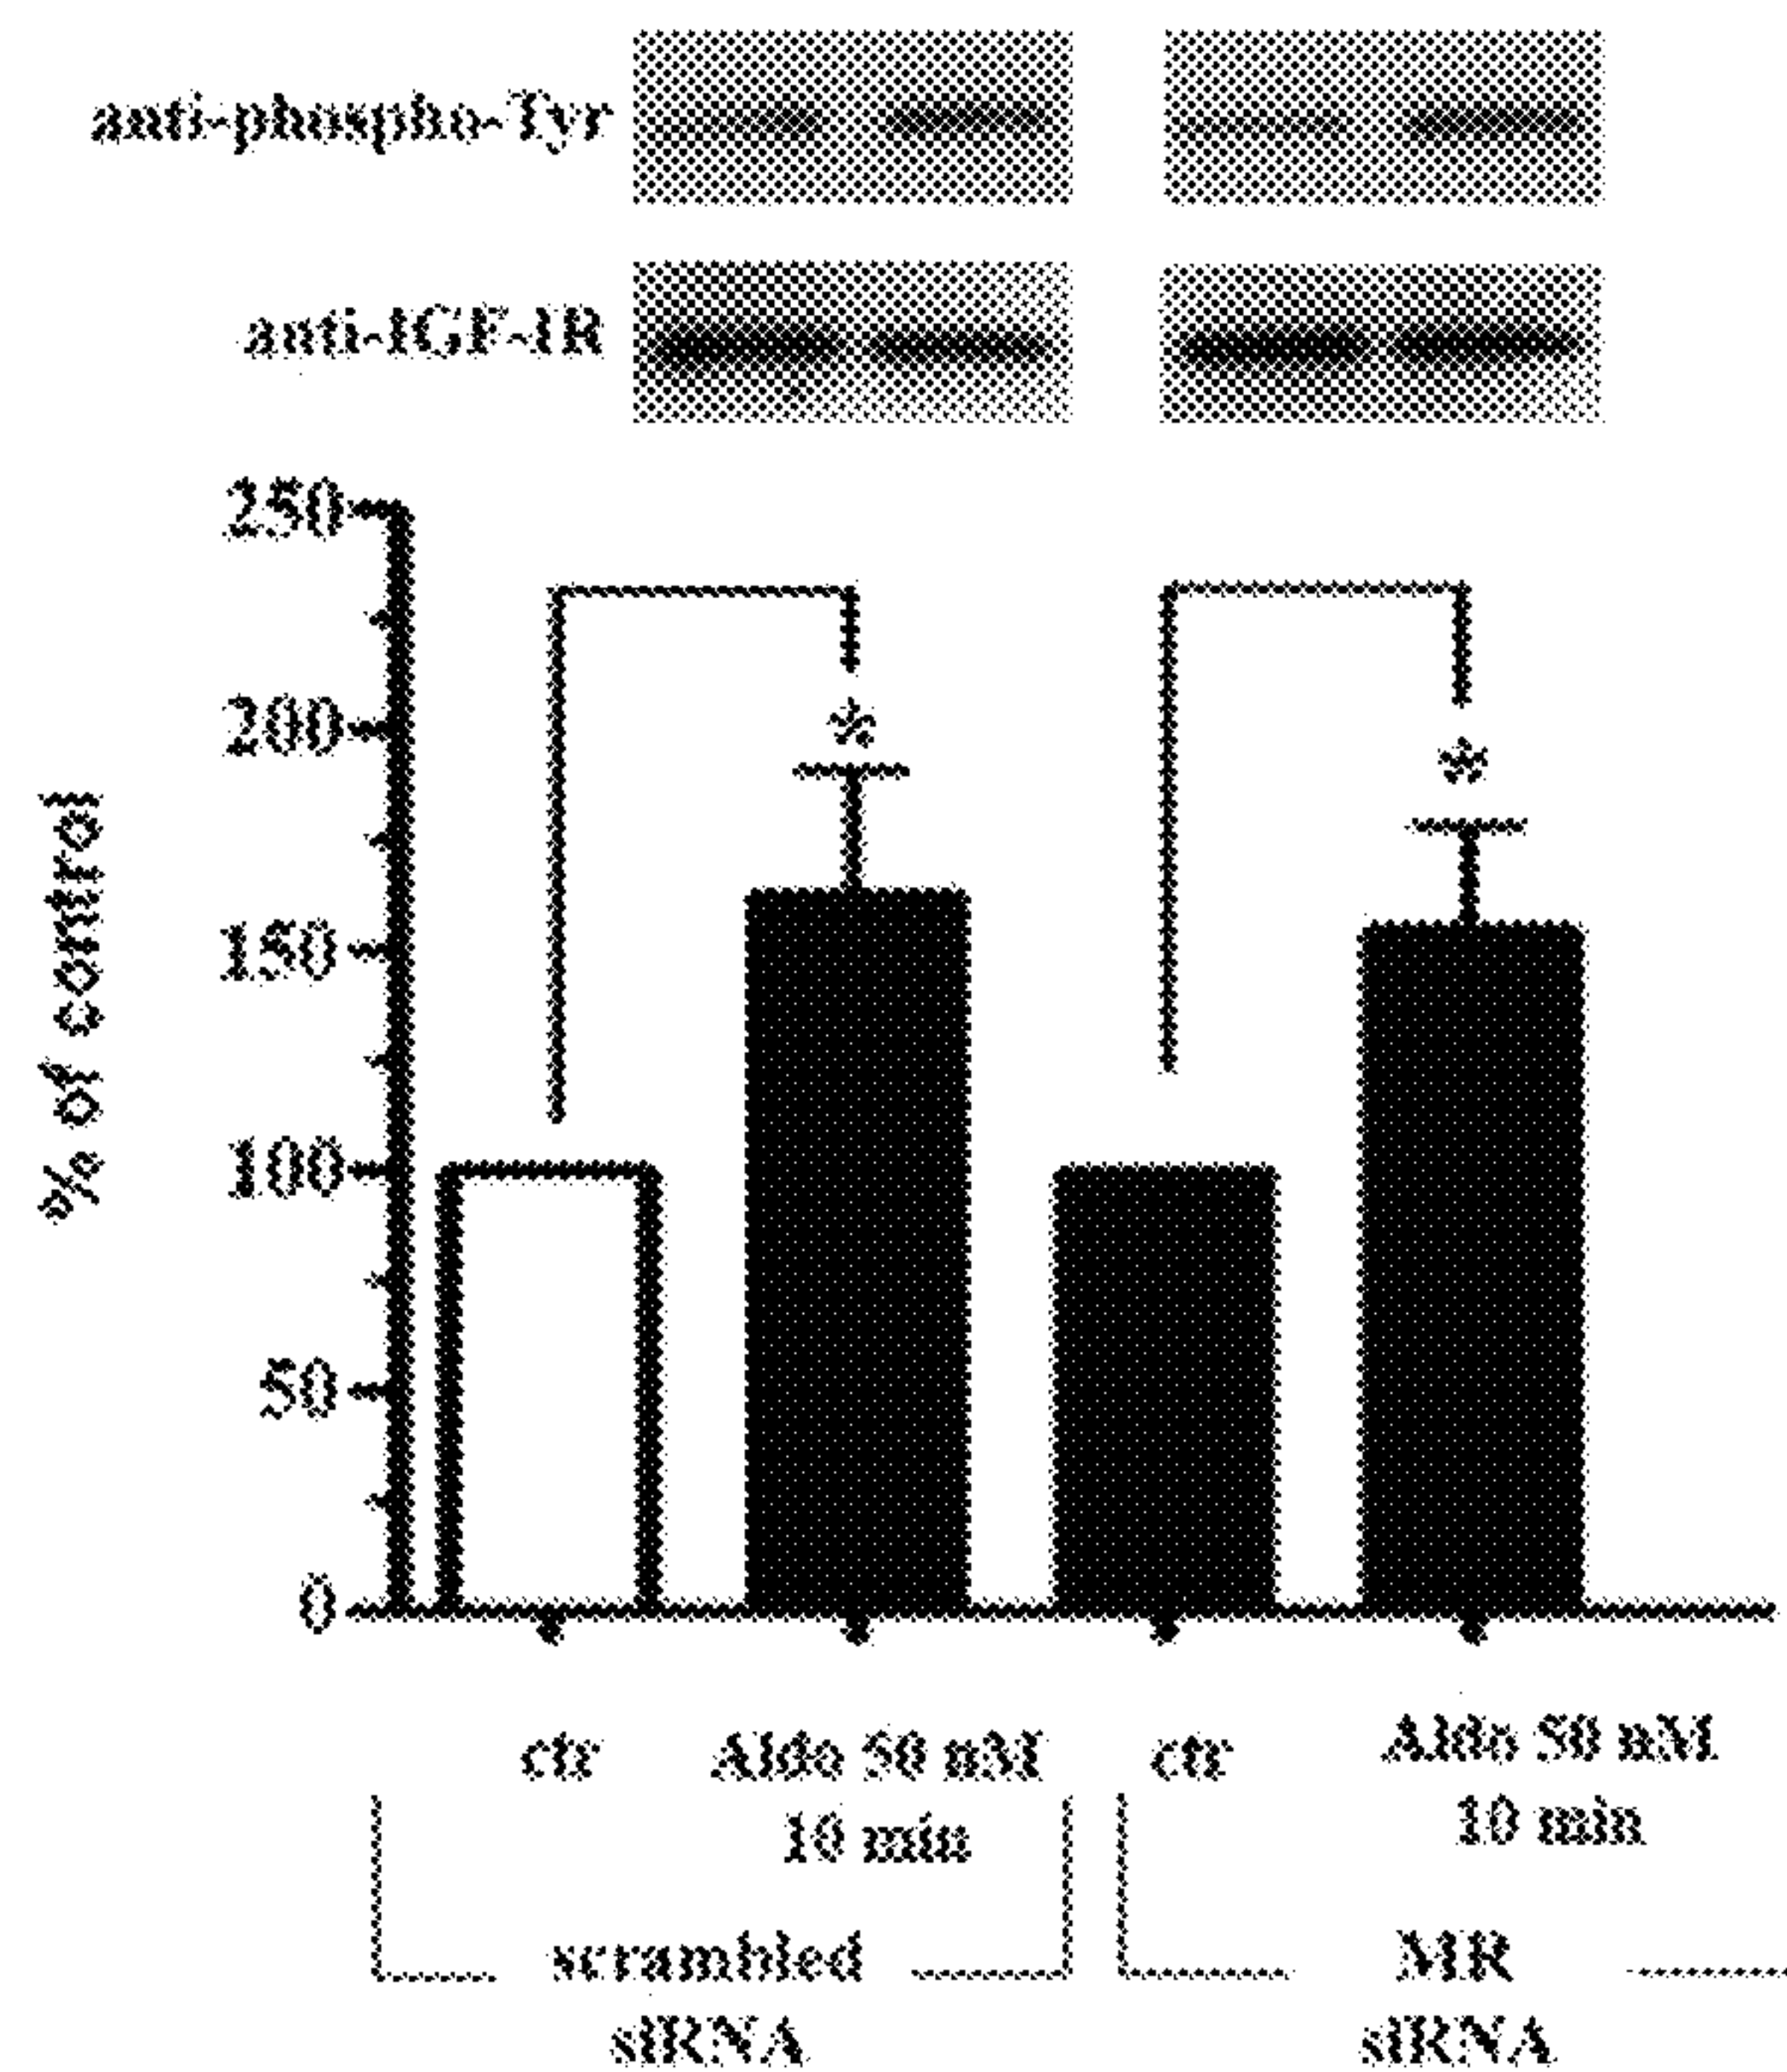 anti-phospho-Tyr
anti-IGF-IR
% of control
250
200
150
100
50
0
*
*
ctr
Aldo 50 nM
10 min
ctr
Aldo 50 nM
10 min
scrambled
siRNA
MR
siRNA